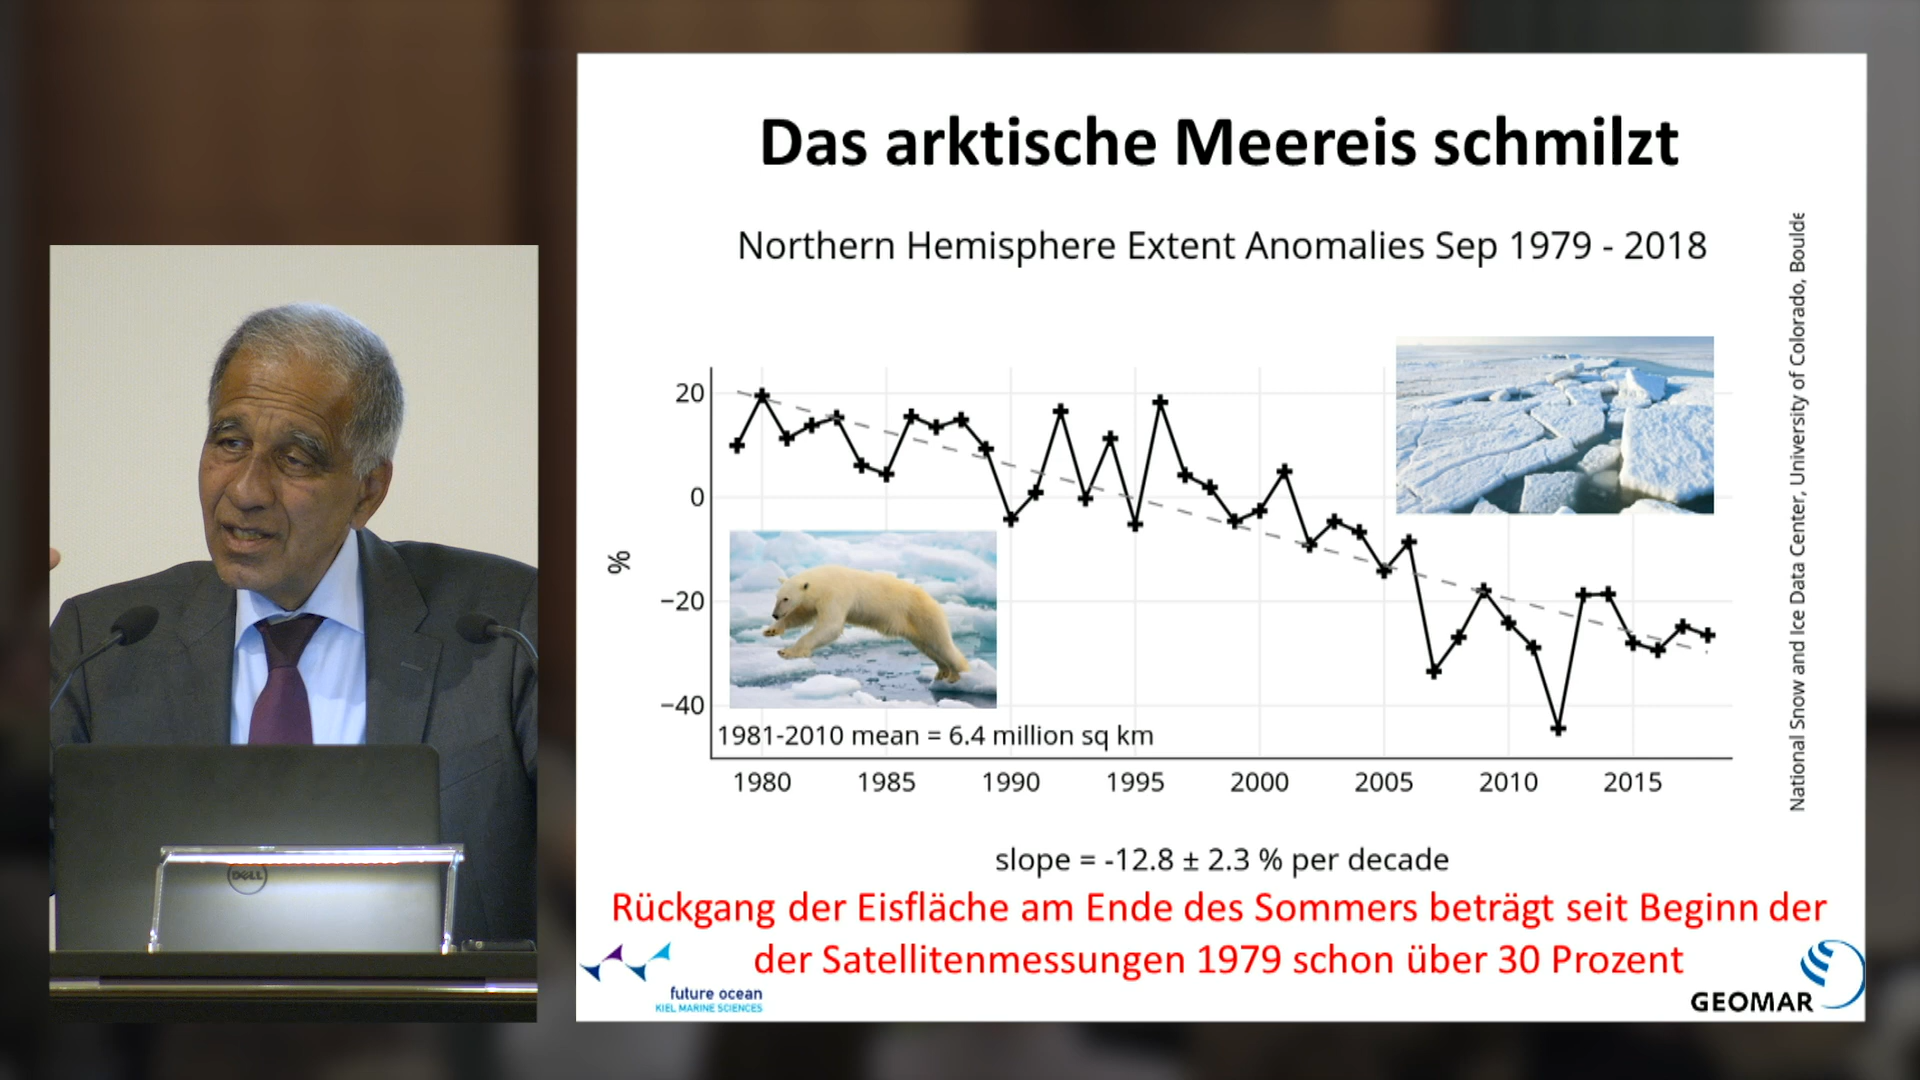 Das arktische Meereis schmilzt
Northern Hemisphere Extent Anomalies Sep 1979 - 2018
20
0
−20
−40
%
1981-2010 mean = 6.4 million sq km
1980 1985 1990 1995 2000 2005 2010 2015
National Snow and Ice Data Center, University of Colorado, Boulde
slope = -12.8 ± 2.3 % per decade
Rückgang der Eisfläche am Ende des Sommers beträgt seit Beginn der
der Satellitenmessungen 1979 schon über 30 Prozent
future ocean
KIEL MARINE SCIENCES
GEOMAR
DELL